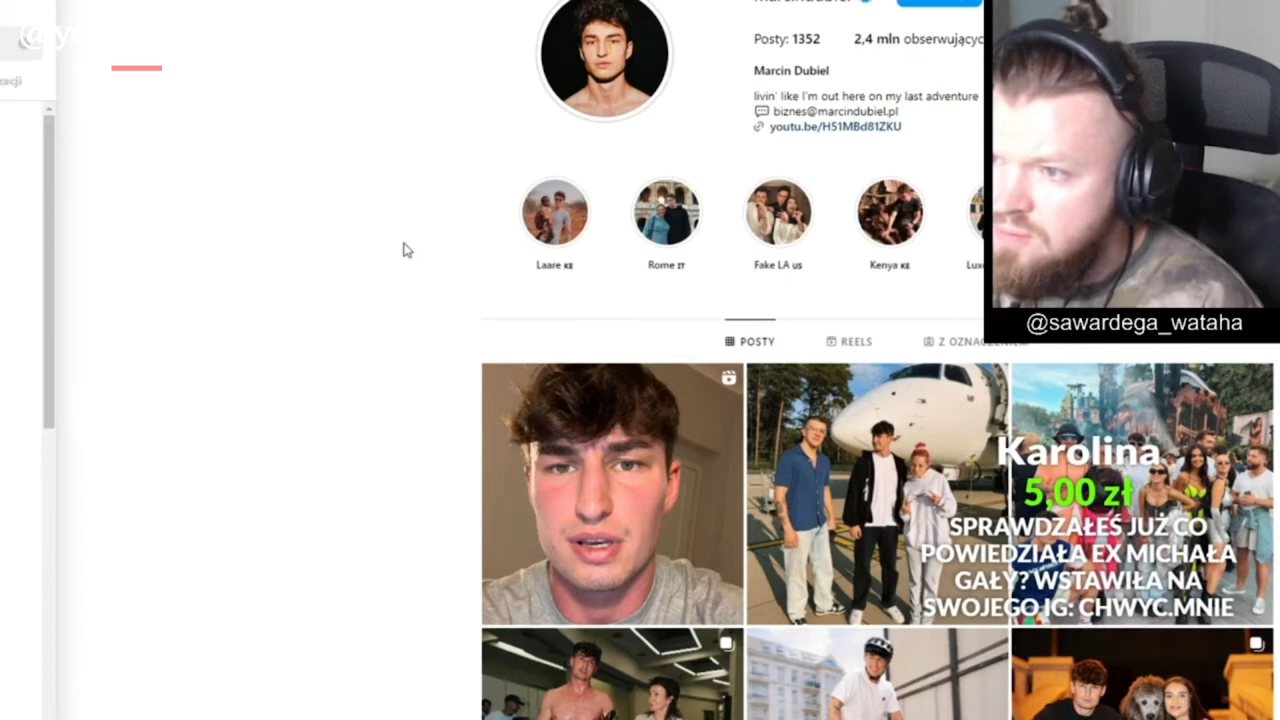 Posty: 1352 2,4 mln obserwujących
Marcin Dubiel
livin' like I'm out here on my last adventure
biznes@marcindubiel.pl
youtu.be/H51MBd81ZKU
Laare KE
Rome IT
Fake LA US
Kenya KE
@sawardega_wataha
POSTY
REELS
Karolina
5,00 zł
SPRAWDZAŁEŚ JUŻ CO
POWIEDZIAŁA EX MICHAŁA
GAŁY? WSTAWIŁA NA
SWOJEGO IG: CHWYC.MNIE